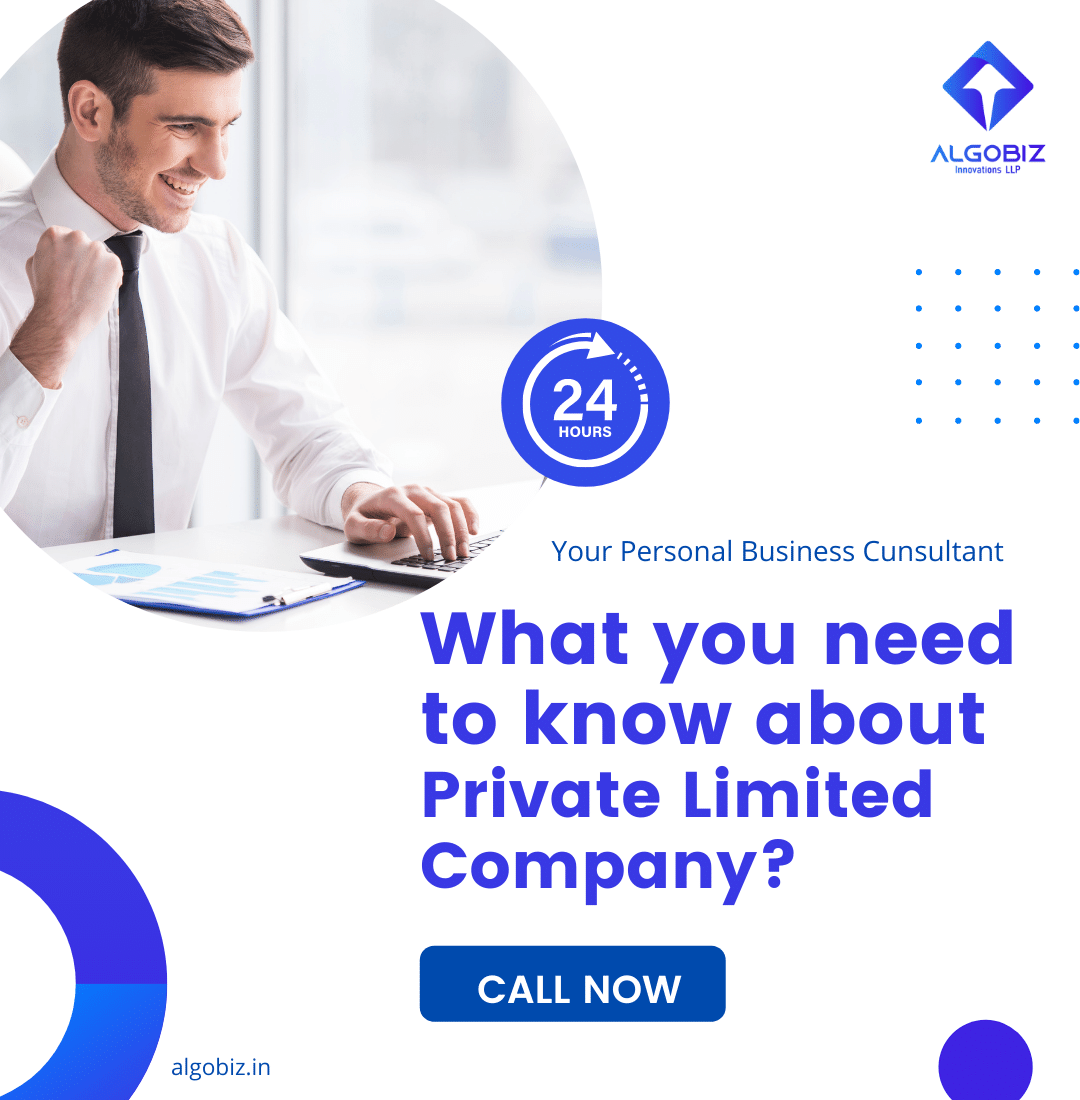 ALGOBIZ
Innovations LLP
24
HOURS
Your Personal Business Cunsultant
What you need
to know about
Private Limited
Company?
CALL NOW
algobiz.in